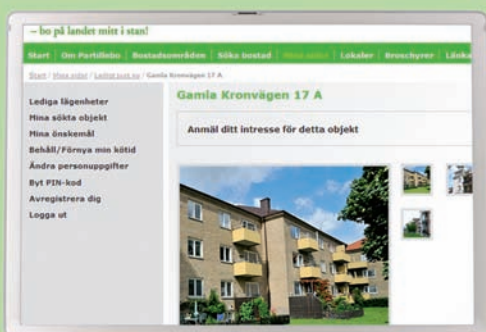 – bo på landet mitt i stan!
Start Om Partillebo Bostadsområden Söka bostad Mina sidor Lokaler Broschyrer Länka
Start / Mina sidor / Ledigt just nu / Gamla Kronvägen 17 A
Gamla Kronvägen 17 A
Anmäl ditt intresse för detta objekt
Lediga lägenheter
Mina sökta objekt
Mina önskemål
Behåll/Förnya min kötid
Ändra personuppgifter
Byt PIN-kod
Avregistrera dig
Logga ut